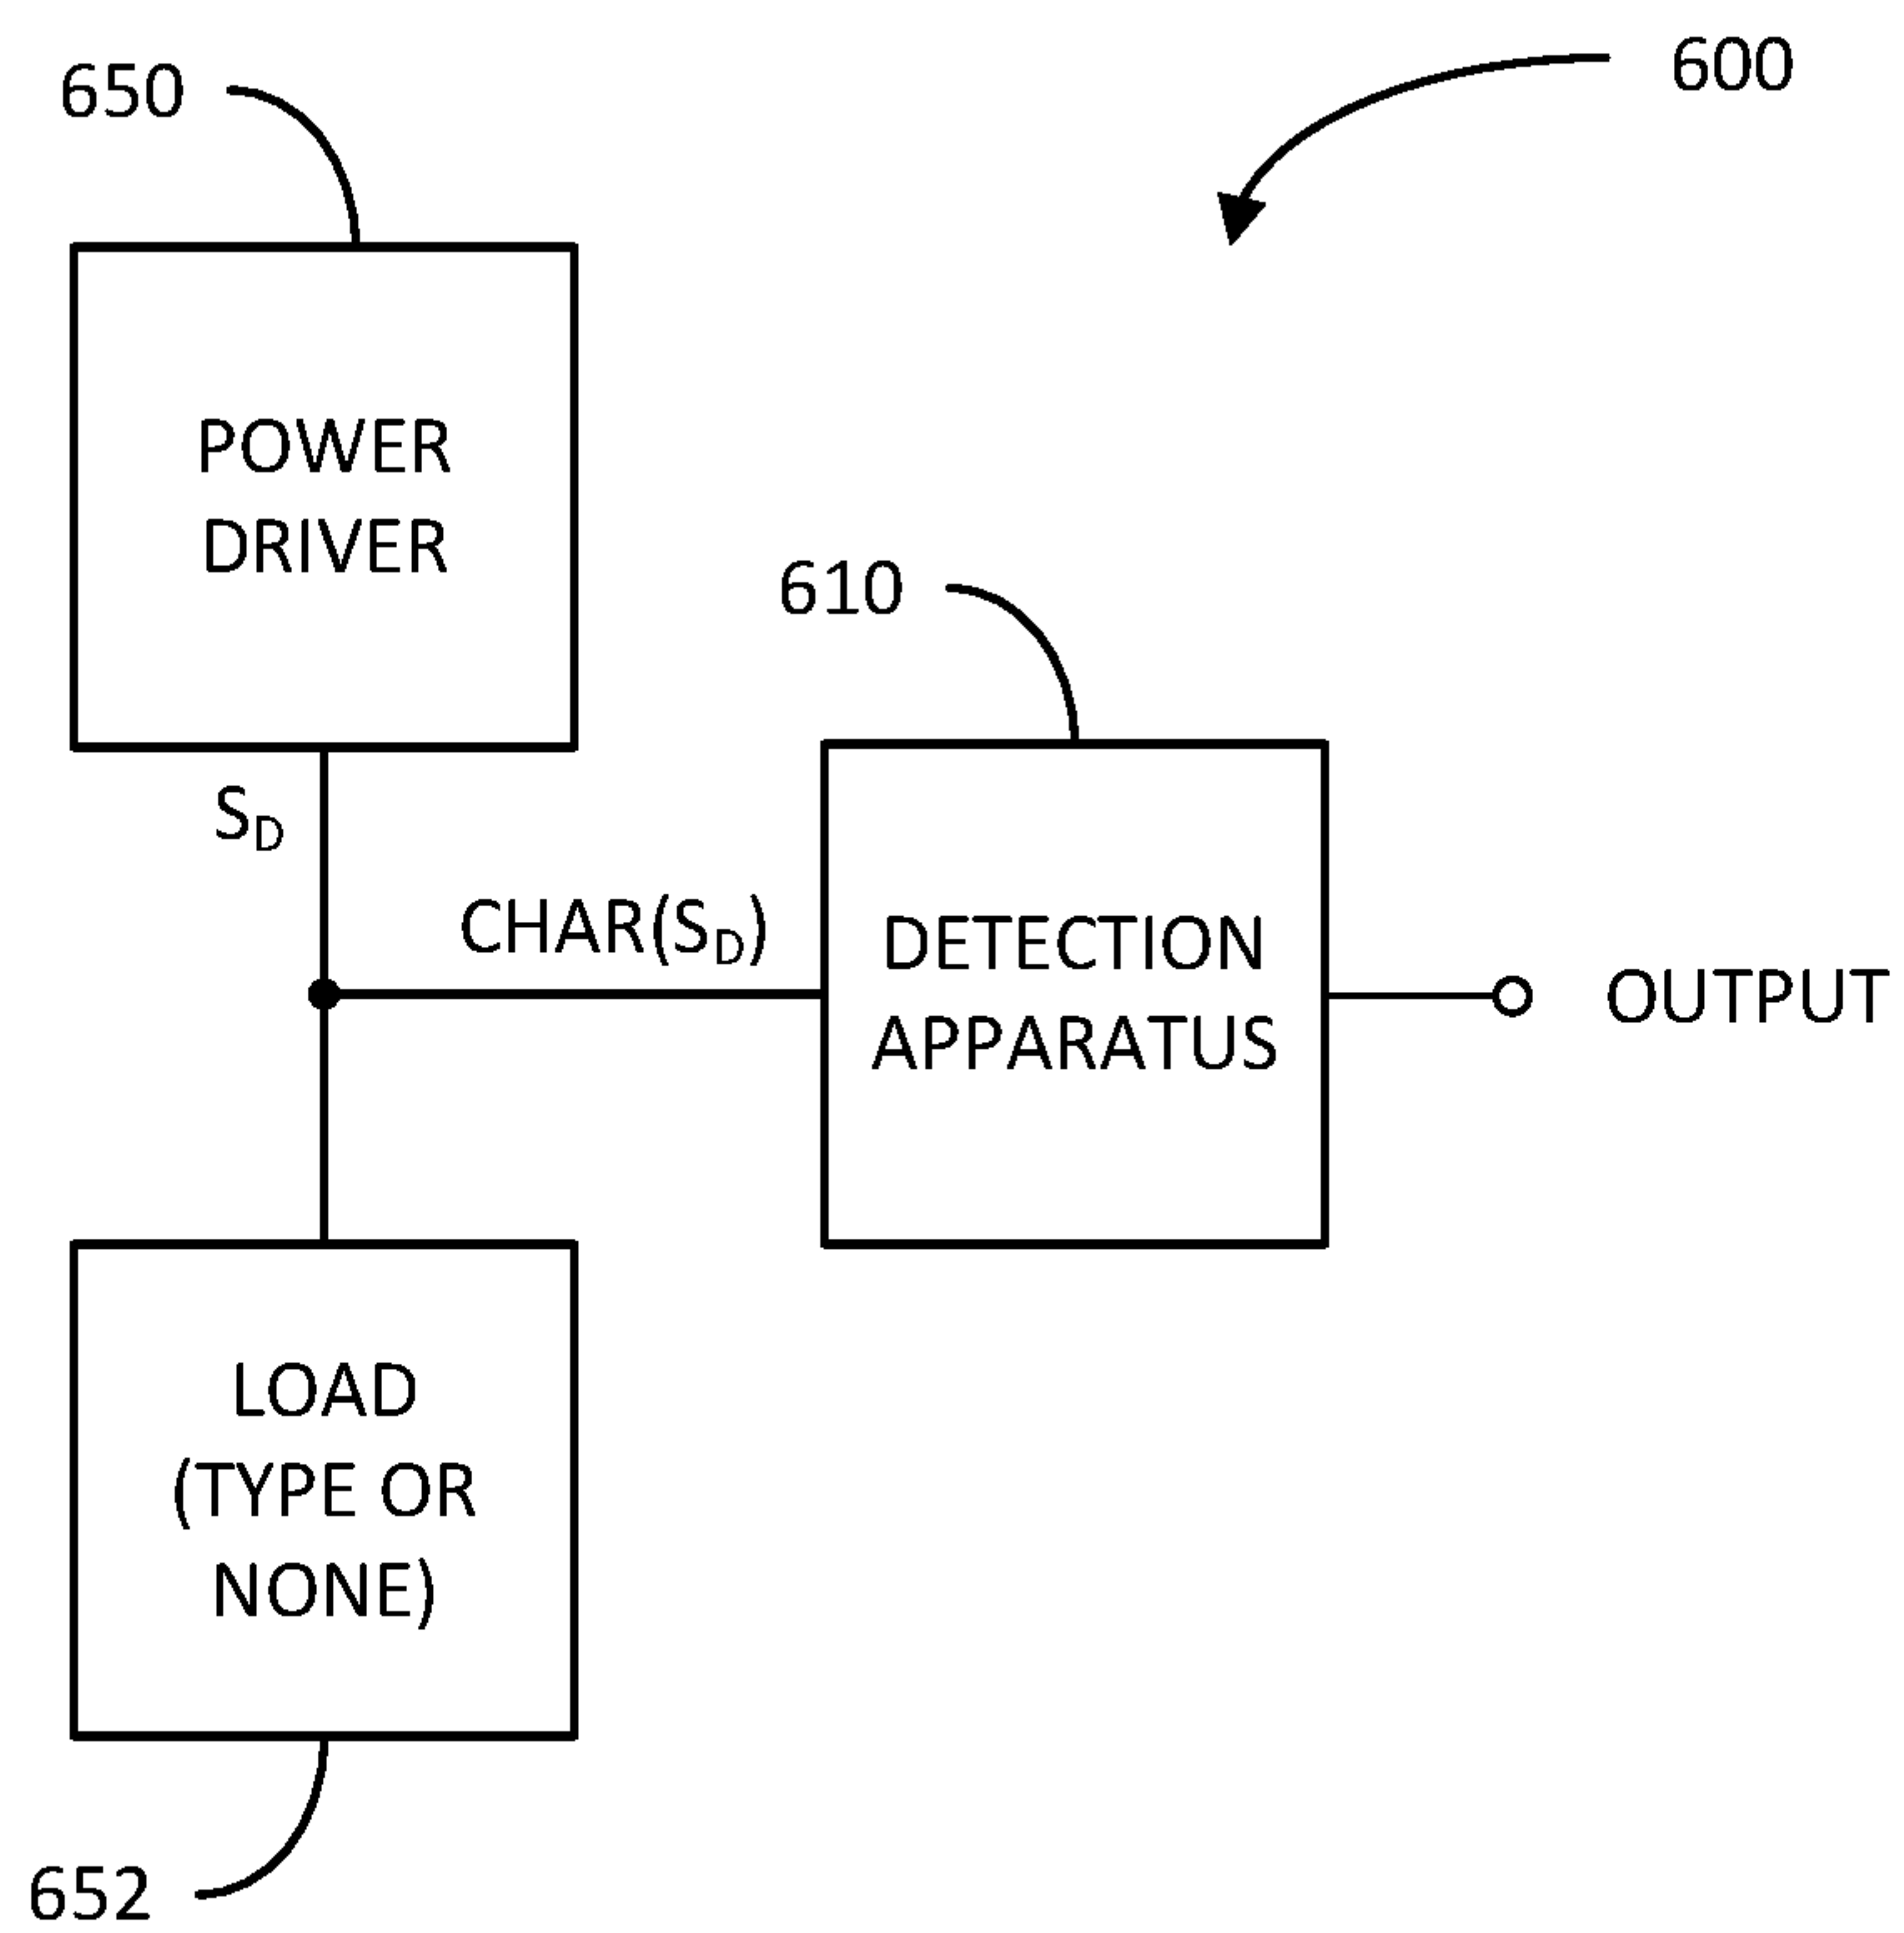 650
600
POWER
DRIVER
610
S_D
CHAR(S_D)
DETECTION
APPARATUS
OUTPUT
LOAD
(TYPE OR
NONE)
652